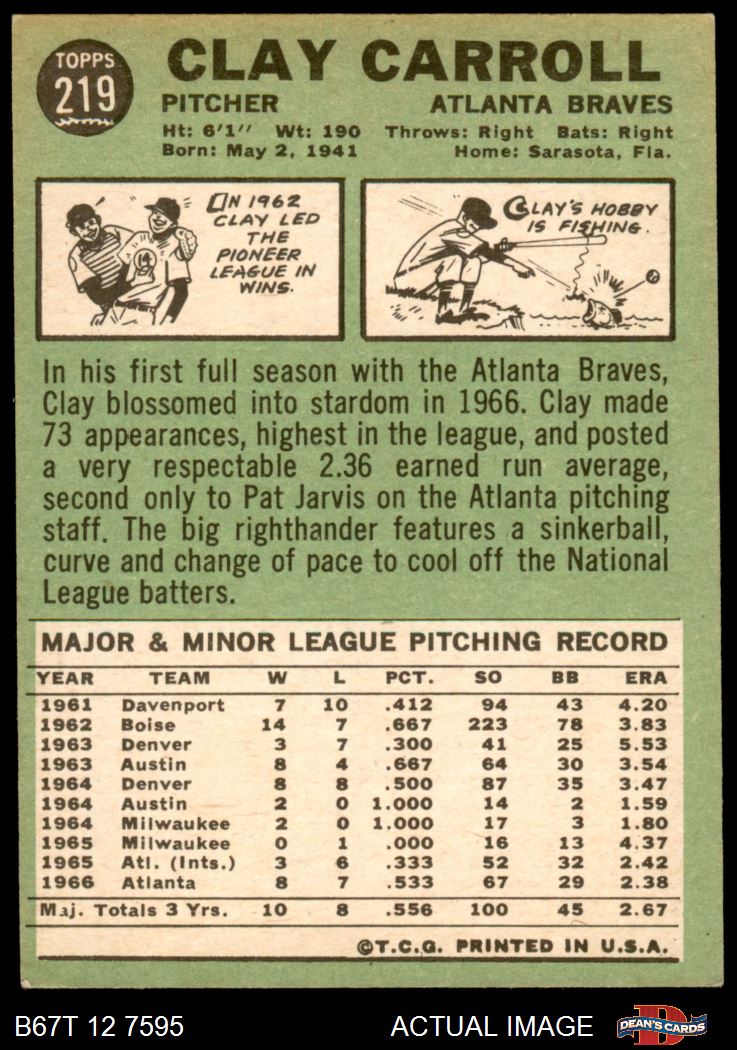 TOPPS
219
CLAY CARROLL
PITCHER ATLANTA BRAVES
Ht: 6'1" Wt: 190 Throws: Right Bats: Right
Born: May 2, 1941 Home: Sarasota, Fla.
IN 1962
CLAY LED
THE
PIONEER
LEAGUE IN
WINS.
CLAY'S HOBBY
IS FISHING.
In his first full season with the Atlanta Braves,
Clay blossomed into stardom in 1966. Clay made
73 appearances, highest in the league, and posted
a very respectable 2.36 earned run average,
second only to Pat Jarvis on the Atlanta pitching
staff. The big righthander features a sinkerball,
curve and change of pace to cool off the National
League batters.
MAJOR & MINOR LEAGUE PITCHING RECORD
YEAR TEAM W L PCT. SO BB ERA
1961 Davenport 7 10 .412 94 43 4.20
1962 Boise 14 7 .667 223 78 3.83
1963 Denver 3 7 .300 41 25 5.53
1963 Austin 8 4 .667 64 30 3.54
1964 Denver 8 8 .500 87 35 3.47
1964 Austin 2 0 1.000 14 2 1.59
1964 Milwaukee 2 0 1.000 17 3 1.80
1965 Milwaukee 0 1 .000 16 13 4.37
1965 Atl. (Ints.) 3 6 .333 52 32 2.42
1966 Atlanta 8 7 .533 67 29 2.38
Maj. Totals 3 Yrs. 10 8 .556 100 45 2.67
©T.C.G. PRINTED IN U.S.A.
B67T 12 7595 ACTUAL IMAGE DEAN'S CARDS